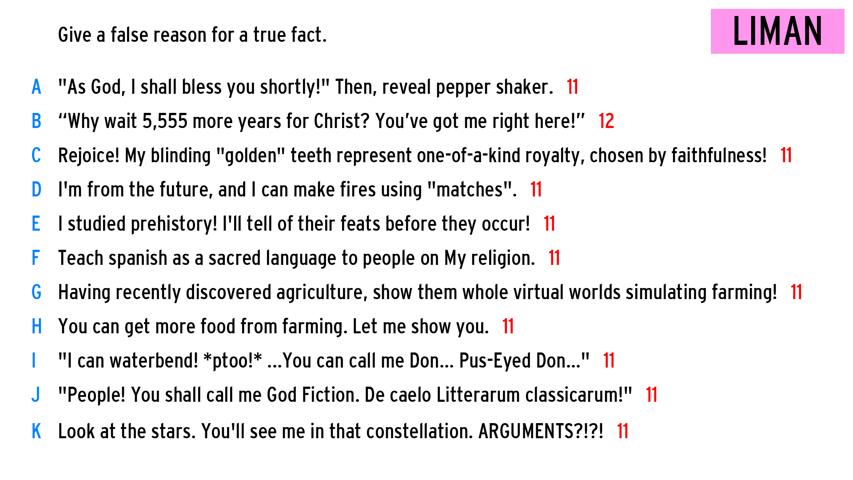 Give a false reason for a true fact.
LIMAN
A "As God, I shall bless you shortly!" Then, reveal pepper shaker. 11
B “Why wait 5,555 more years for Christ? You’ve got me right here!” 12
C Rejoice! My blinding "golden" teeth represent one-of-a-kind royalty, chosen by faithfulness! 11
D I'm from the future, and I can make fires using "matches". 11
E I studied prehistory! I'll tell of their feats before they occur! 11
F Teach spanish as a sacred language to people on My religion. 11
G Having recently discovered agriculture, show them whole virtual worlds simulating farming! 11
H You can get more food from farming. Let me show you. 11
I "I can waterbend! *ptoo!* ...You can call me Don... Pus-Eyed Don..." 11
J "People! You shall call me God Fiction. De caelo Litterarum classicarum!" 11
K Look at the stars. You'll see me in that constellation. ARGUMENTS?!?! 11